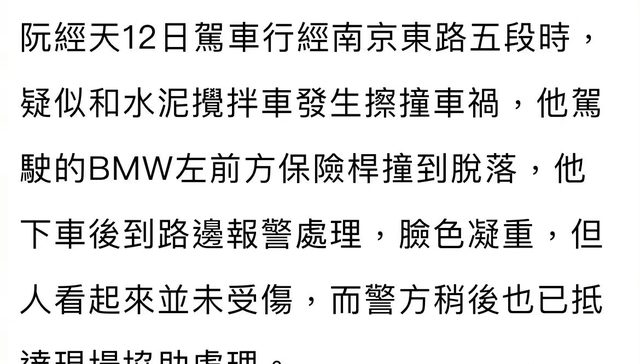 阮經天12日駕車行經南京東路五段時，
疑似和水泥攪拌車發生擦撞車禍，他駕
駛的BMW左前方保險桿撞到脫落，他
下車後到路邊報警處理，臉色凝重，但
人看起來並未受傷，而警方稍後也已抵
達現場協助處理。